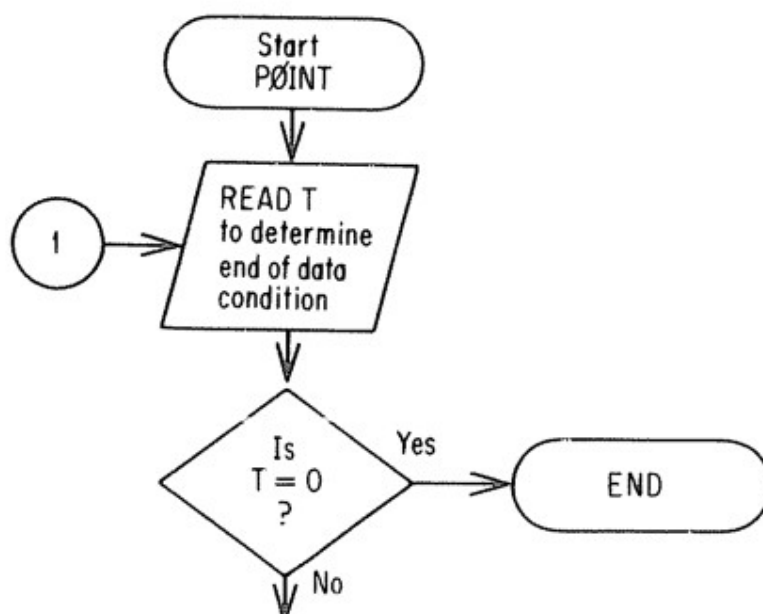 Start
PØINT
READ T
to determine
end of data
condition
1
Is
T = 0
?
Yes
END
No